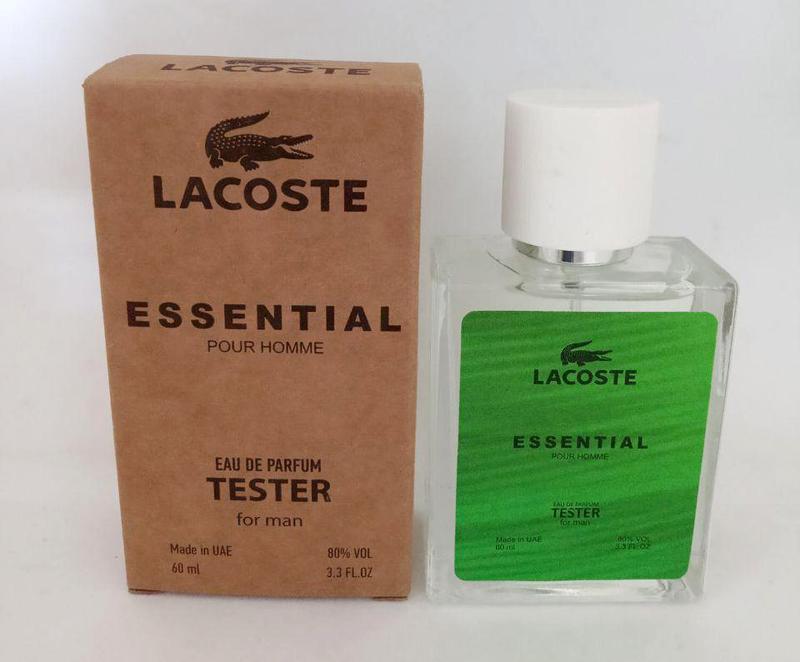 LACOSTE
LACOSTE
ESSENTIAL
POUR HOMME
EAU DE PARFUM
TESTER
for man
Made in UAE 80% VOL
60 ml 3.3 FL.OZ
LACOSTE
ESSENTIAL
POUR HOMME
EAU DE PARFUM
TESTER
for man
Made in UAE 80% VOL
60 ml 3.3 FL.OZ